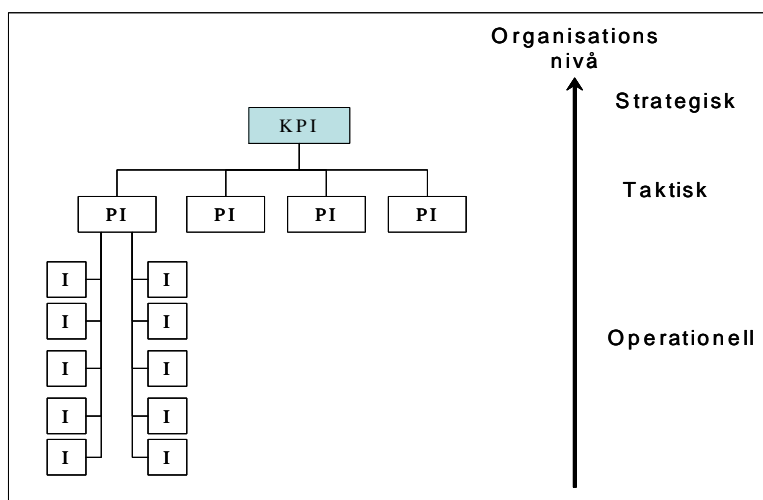 Organisations
nivå
Strategisk
KPI
Taktisk
PI PI PI PI
I I
I I
Operationell
I I
I I
I I